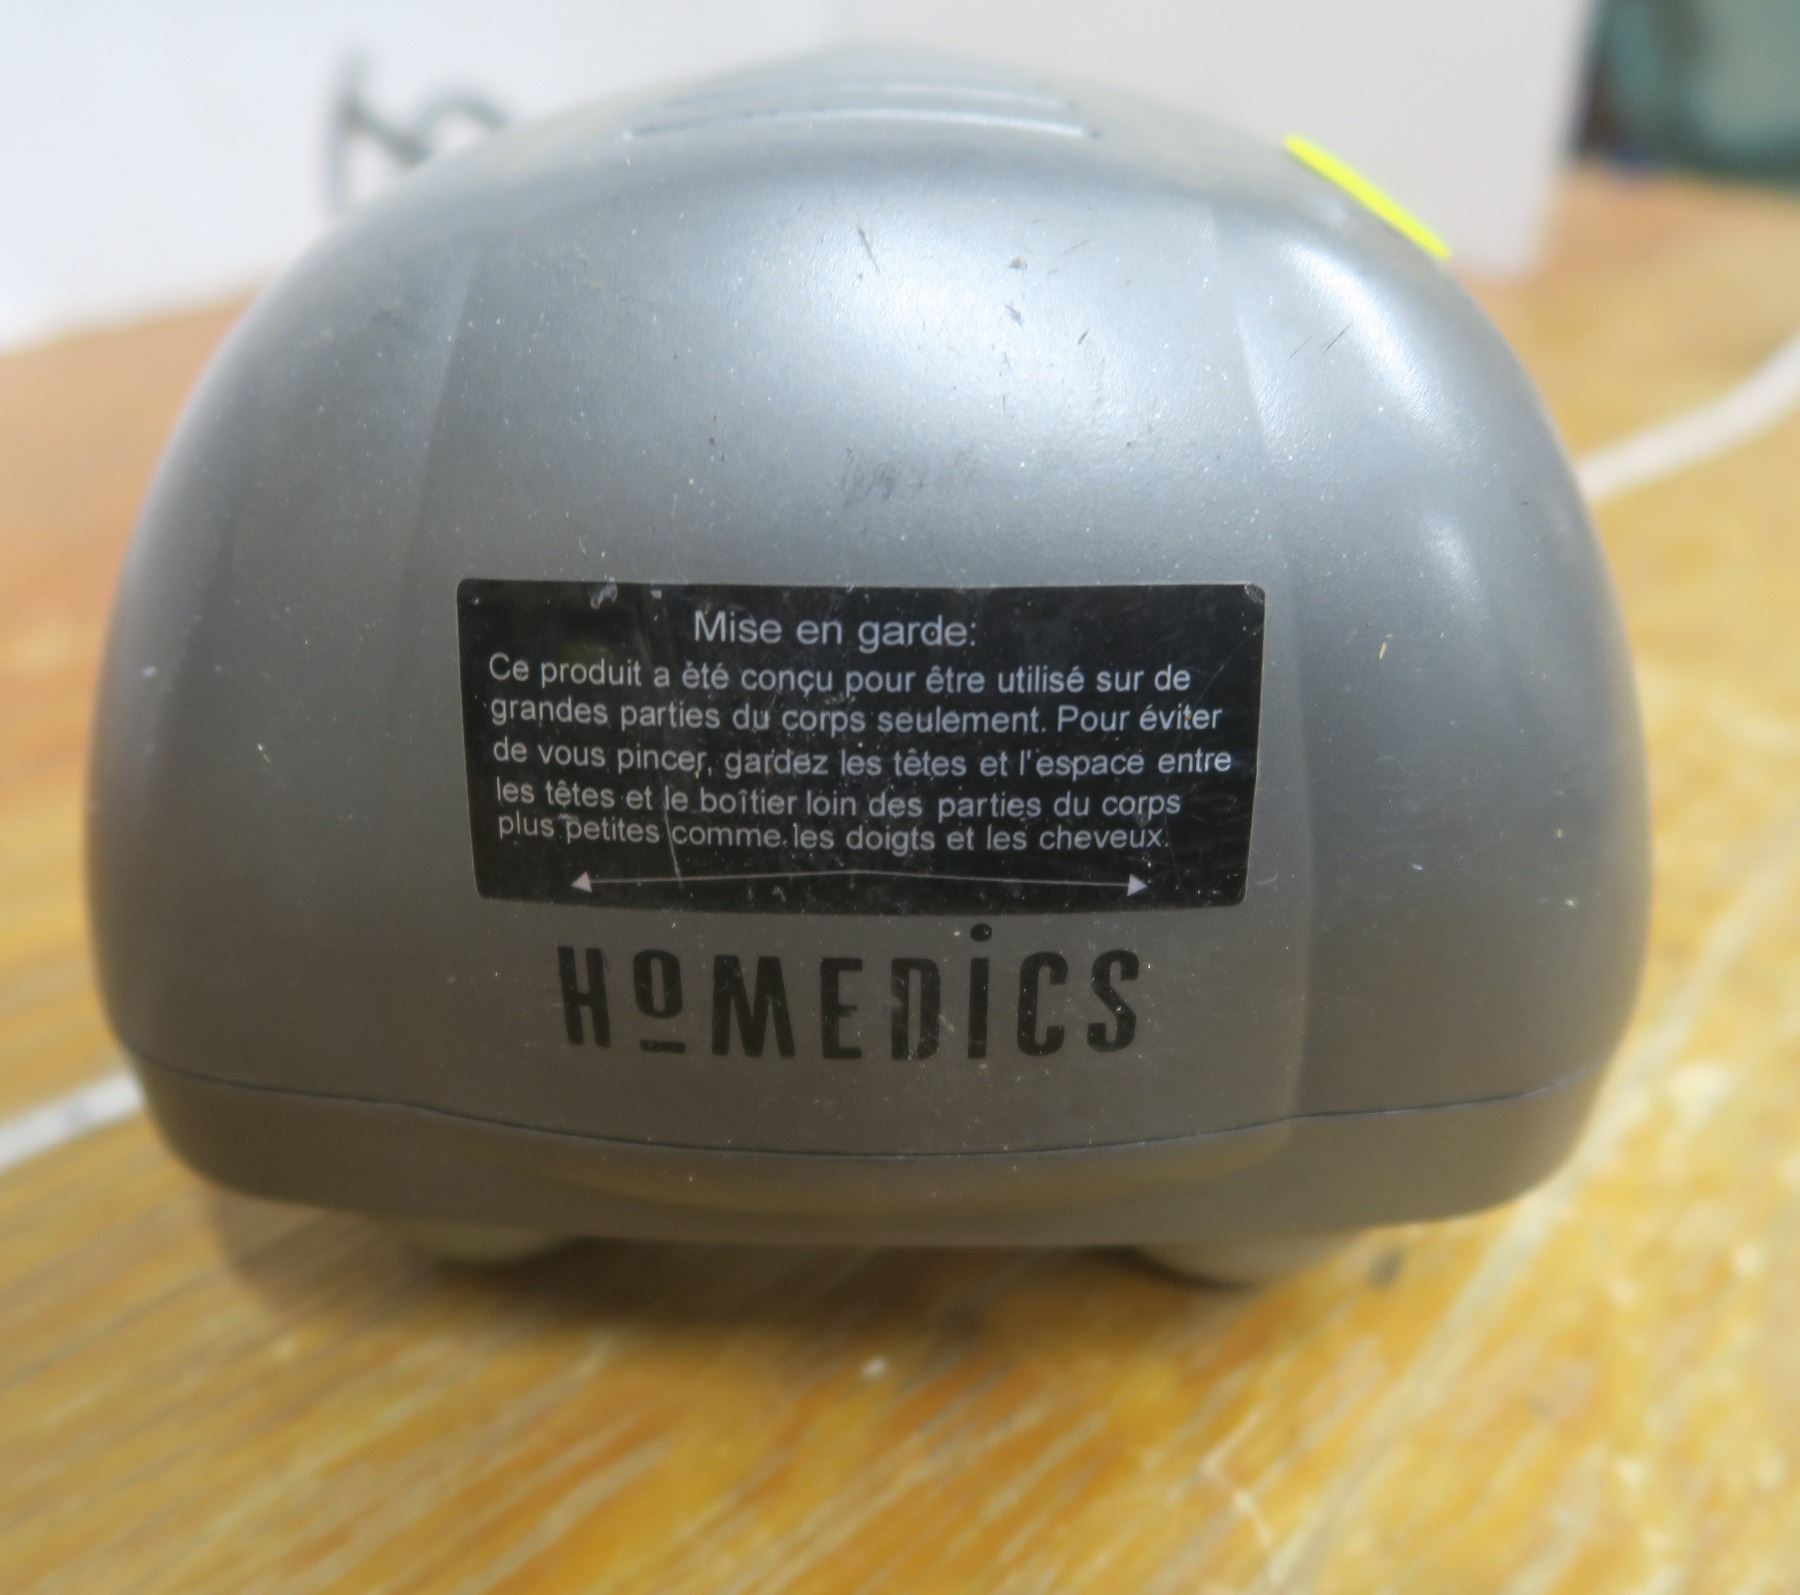 Mise en garde:
Ce produit a été conçu pour être utilisé sur de
grandes parties du corps seulement. Pour éviter
de vous pincer, gardez les têtes et l'espace entre
les têtes et le boîtier loin des parties du corps
plus petites comme les doigts et les cheveux.
HoMEDiCS